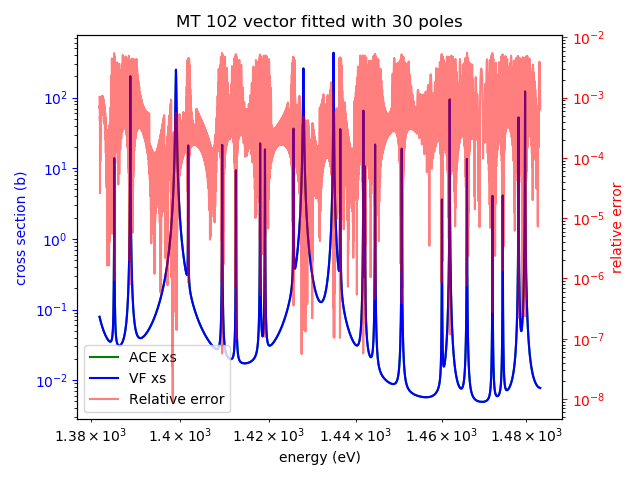 MT 102 vector fitted with 30 poles
cross section (b)
10²
10¹
10⁰
10⁻¹
10⁻²
10⁻²
10⁻³
10⁻⁴
10⁻⁵
10⁻⁶
10⁻⁷
10⁻⁸
relative error
ACE xs
VF xs
Relative error
1.38 × 10³ 1.4 × 10³ 1.42 × 10³ 1.44 × 10³ 1.46 × 10³ 1.48 × 10³
energy (eV)